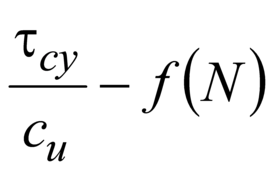 τ_cy / c_u − f(N)